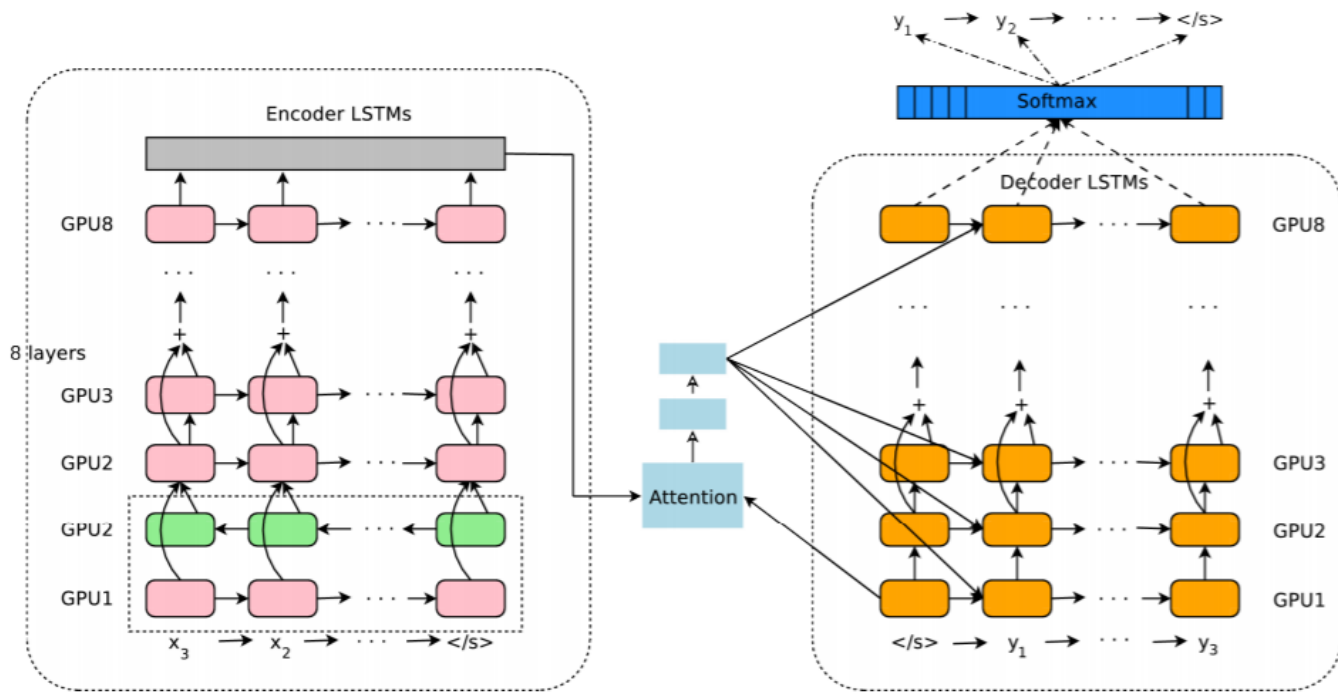 y1 y2 ··· </s>
Softmax
Encoder LSTMs
Decoder LSTMs
GPU8 ··· ··· GPU8
··· ··· ··· ··· ···
+ + +
8 layers
GPU3 ···
+ + +
GPU2 ··· ··· GPU3
Attention
GPU2 ··· ··· GPU2
GPU1 ··· ··· GPU1
x3 x2 ··· </s> </s> y1 ··· y3